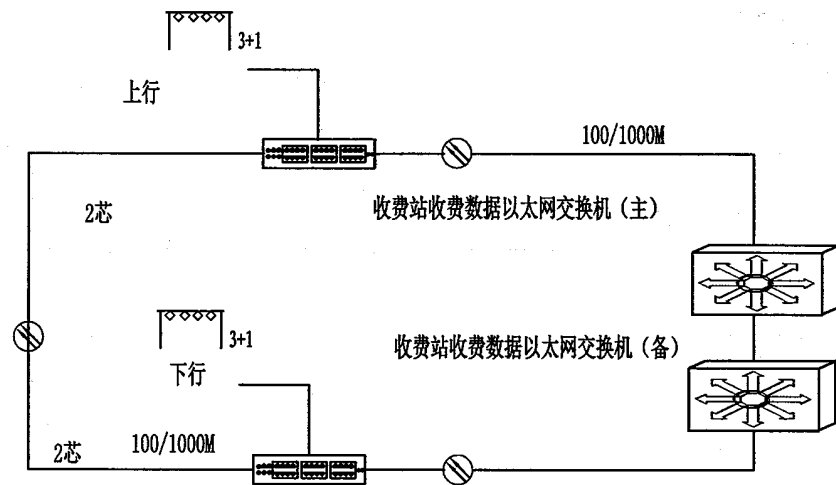 3+1
上行
100/1000M
2芯
收费站收费数据以太网交换机（主）
3+1
收费站收费数据以太网交换机（备）
下行
100/1000M
2芯